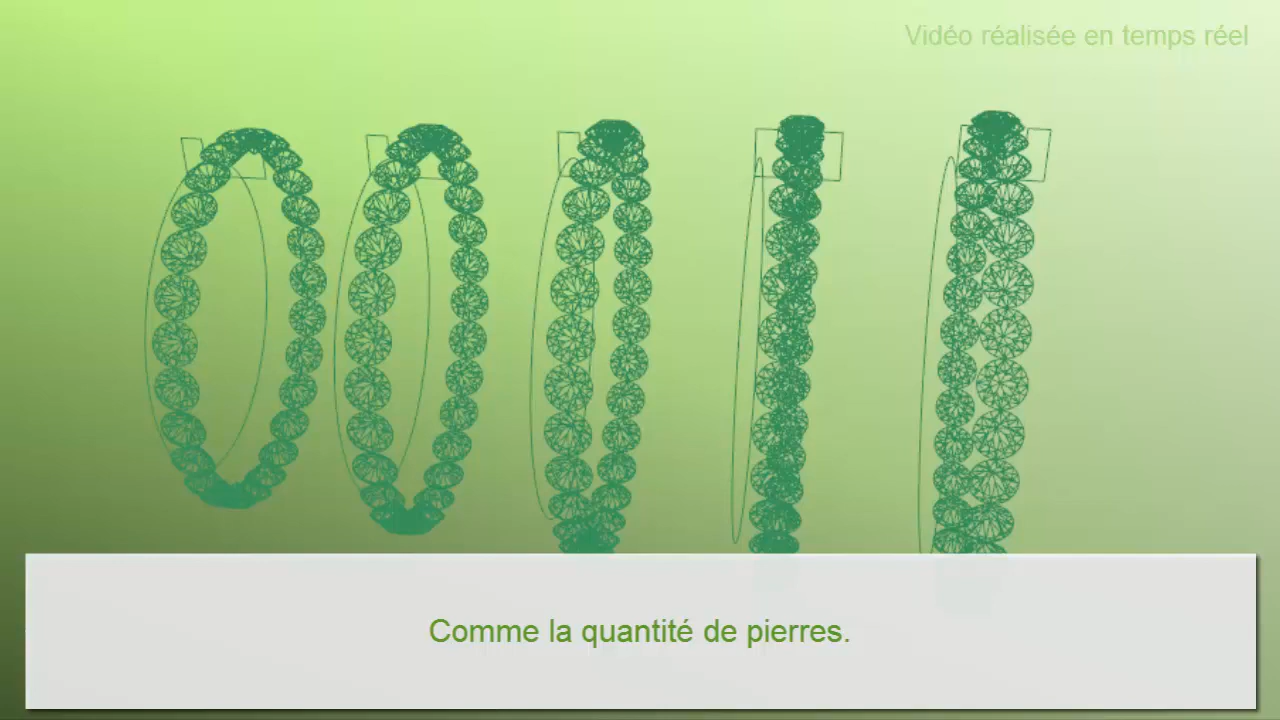 Vidéo réalisée en temps réel
Comme la quantité de pierres.